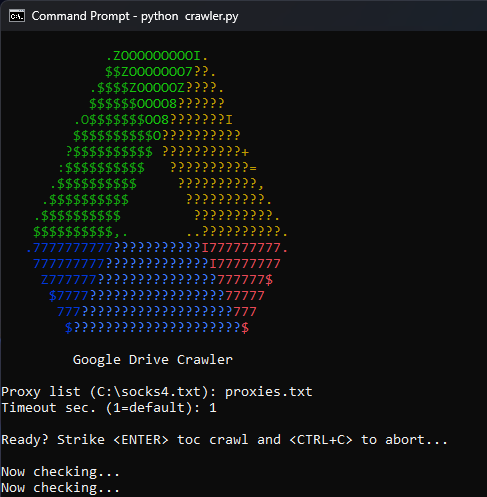 Command Prompt - python  crawler.py
.ZOOOOOOOOOI.
$$ZOOOOOOO7??.
.$$$$ZOOOOOZ????.
$$$$$$OOOO8??????
.O$$$$$$$OO8???????I
$$$$$$$$$$O??????????
?$$$$$$$$$$ ??????????+
:$$$$$$$$$$   ??????????=
.$$$$$$$$$$     ??????????,
.$$$$$$$$$$       ??????????.
.$$$$$$$$$$         ??????????.
$$$$$$$$$$,.       ..??????????.
.7777777777???????????I777777777.
777777777?????????????I77777777
Z777777???????????????777777$
$7777?????????????????77777
777???????????????????777
$?????????????????????$
Google Drive Crawler
Proxy list (C:\socks4.txt): proxies.txt
Timeout sec. (1=default): 1
Ready? Strike <ENTER> toc crawl and <CTRL+C> to abort...
Now checking...
Now checking...